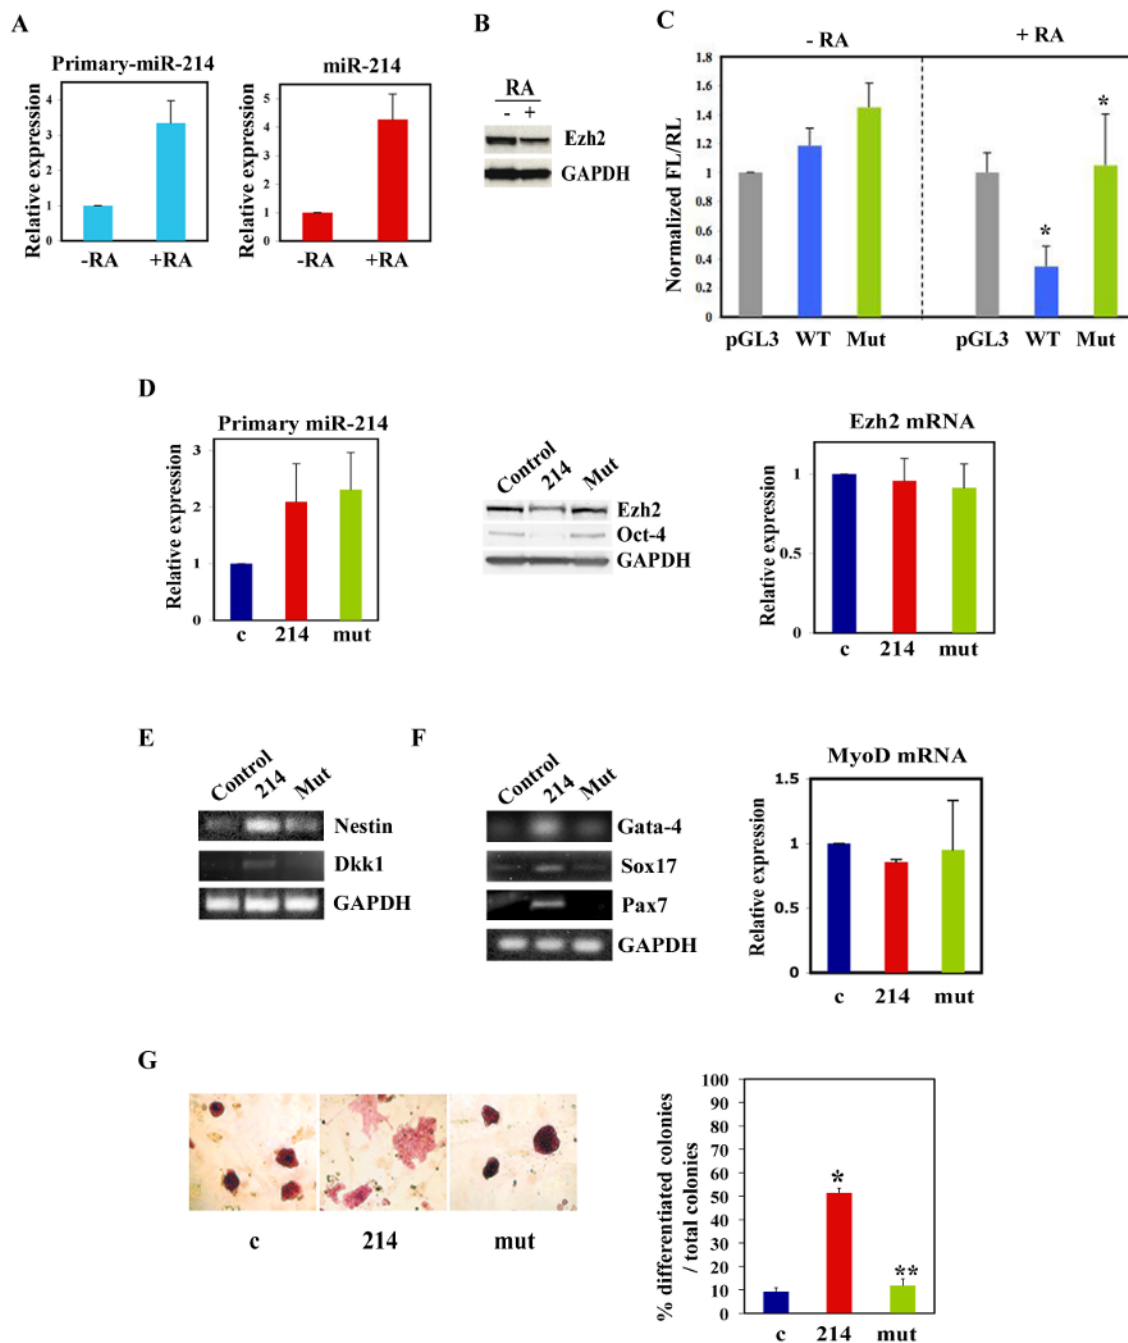 A
Primary-miR-214
Relative expression
4
3
2
1
0
-RA +RA
miR-214
Relative expression
5
4
3
2
1
0
-RA +RA
B
RA
- +
Ezh2
GAPDH
C
- RA + RA
Normalized FL/RL
1.8
1.6
1.4
1.2
1
0.8
0.6
0.4
0.2
0
* *
pGL3 WT Mut pGL3 WT Mut
D
Primary miR-214
Relative expression
3
2
1
0
c 214 mut
Control 214 Mut
Ezh2
Oct-4
GAPDH
Ezh2 mRNA
Relative expression
1
0.5
0
c 214 mut
E
Control 214 Mut
Nestin
Dkk1
GAPDH
F
Control 214 Mut
Gata-4
Sox17
Pax7
GAPDH
MyoD mRNA
Relative expression
1.5
1
0.5
0
c 214 mut
G
c 214 mut
% differentiated colonies
/ total colonies
100
90
80
70
60
50
40
30
20
10
0
* **
c 214 mut